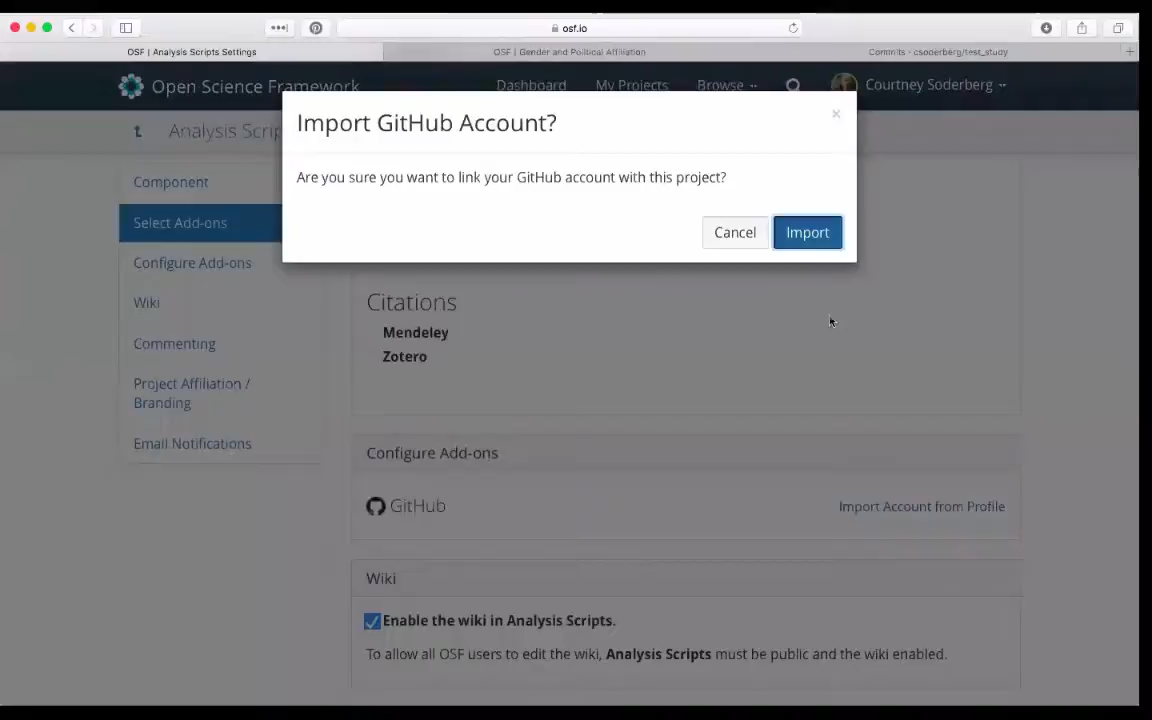 osf.io
OSF | Analysis Scripts Settings
OSF | Gender and Political Affiliation
Commits · csoderberg/test_study
Open Science Framework
Dashboard
My Projects
Browse
Courtney Soderberg
Analysis Scrip
Import GitHub Account?
×
Are you sure you want to link your GitHub account with this project?
Cancel
Import
Component
Select Add-ons
Configure Add-ons
Wiki
Commenting
Project Affiliation /
Branding
Email Notifications
Citations
Mendeley
Zotero
Configure Add-ons
GitHub
Import Account from Profile
Wiki
Enable the wiki in Analysis Scripts.
To allow all OSF users to edit the wiki, Analysis Scripts must be public and the wiki enabled.